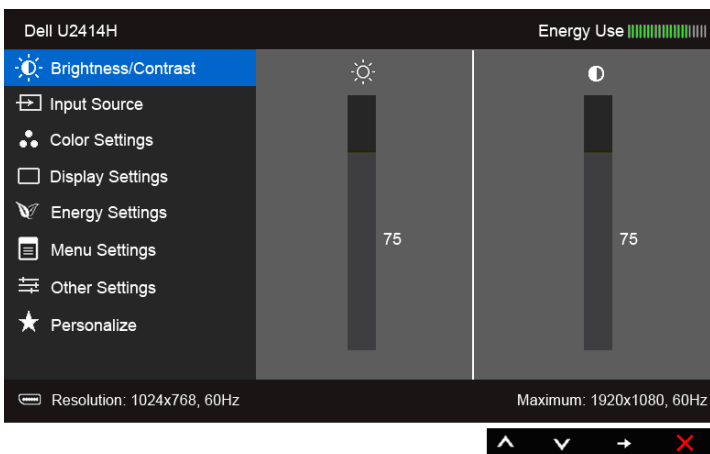 Dell U2414H
Energy Use
Brightness/Contrast
Input Source
Color Settings
Display Settings
Energy Settings
Menu Settings
Other Settings
Personalize
75
75
Resolution: 1024x768, 60Hz
Maximum: 1920x1080, 60Hz